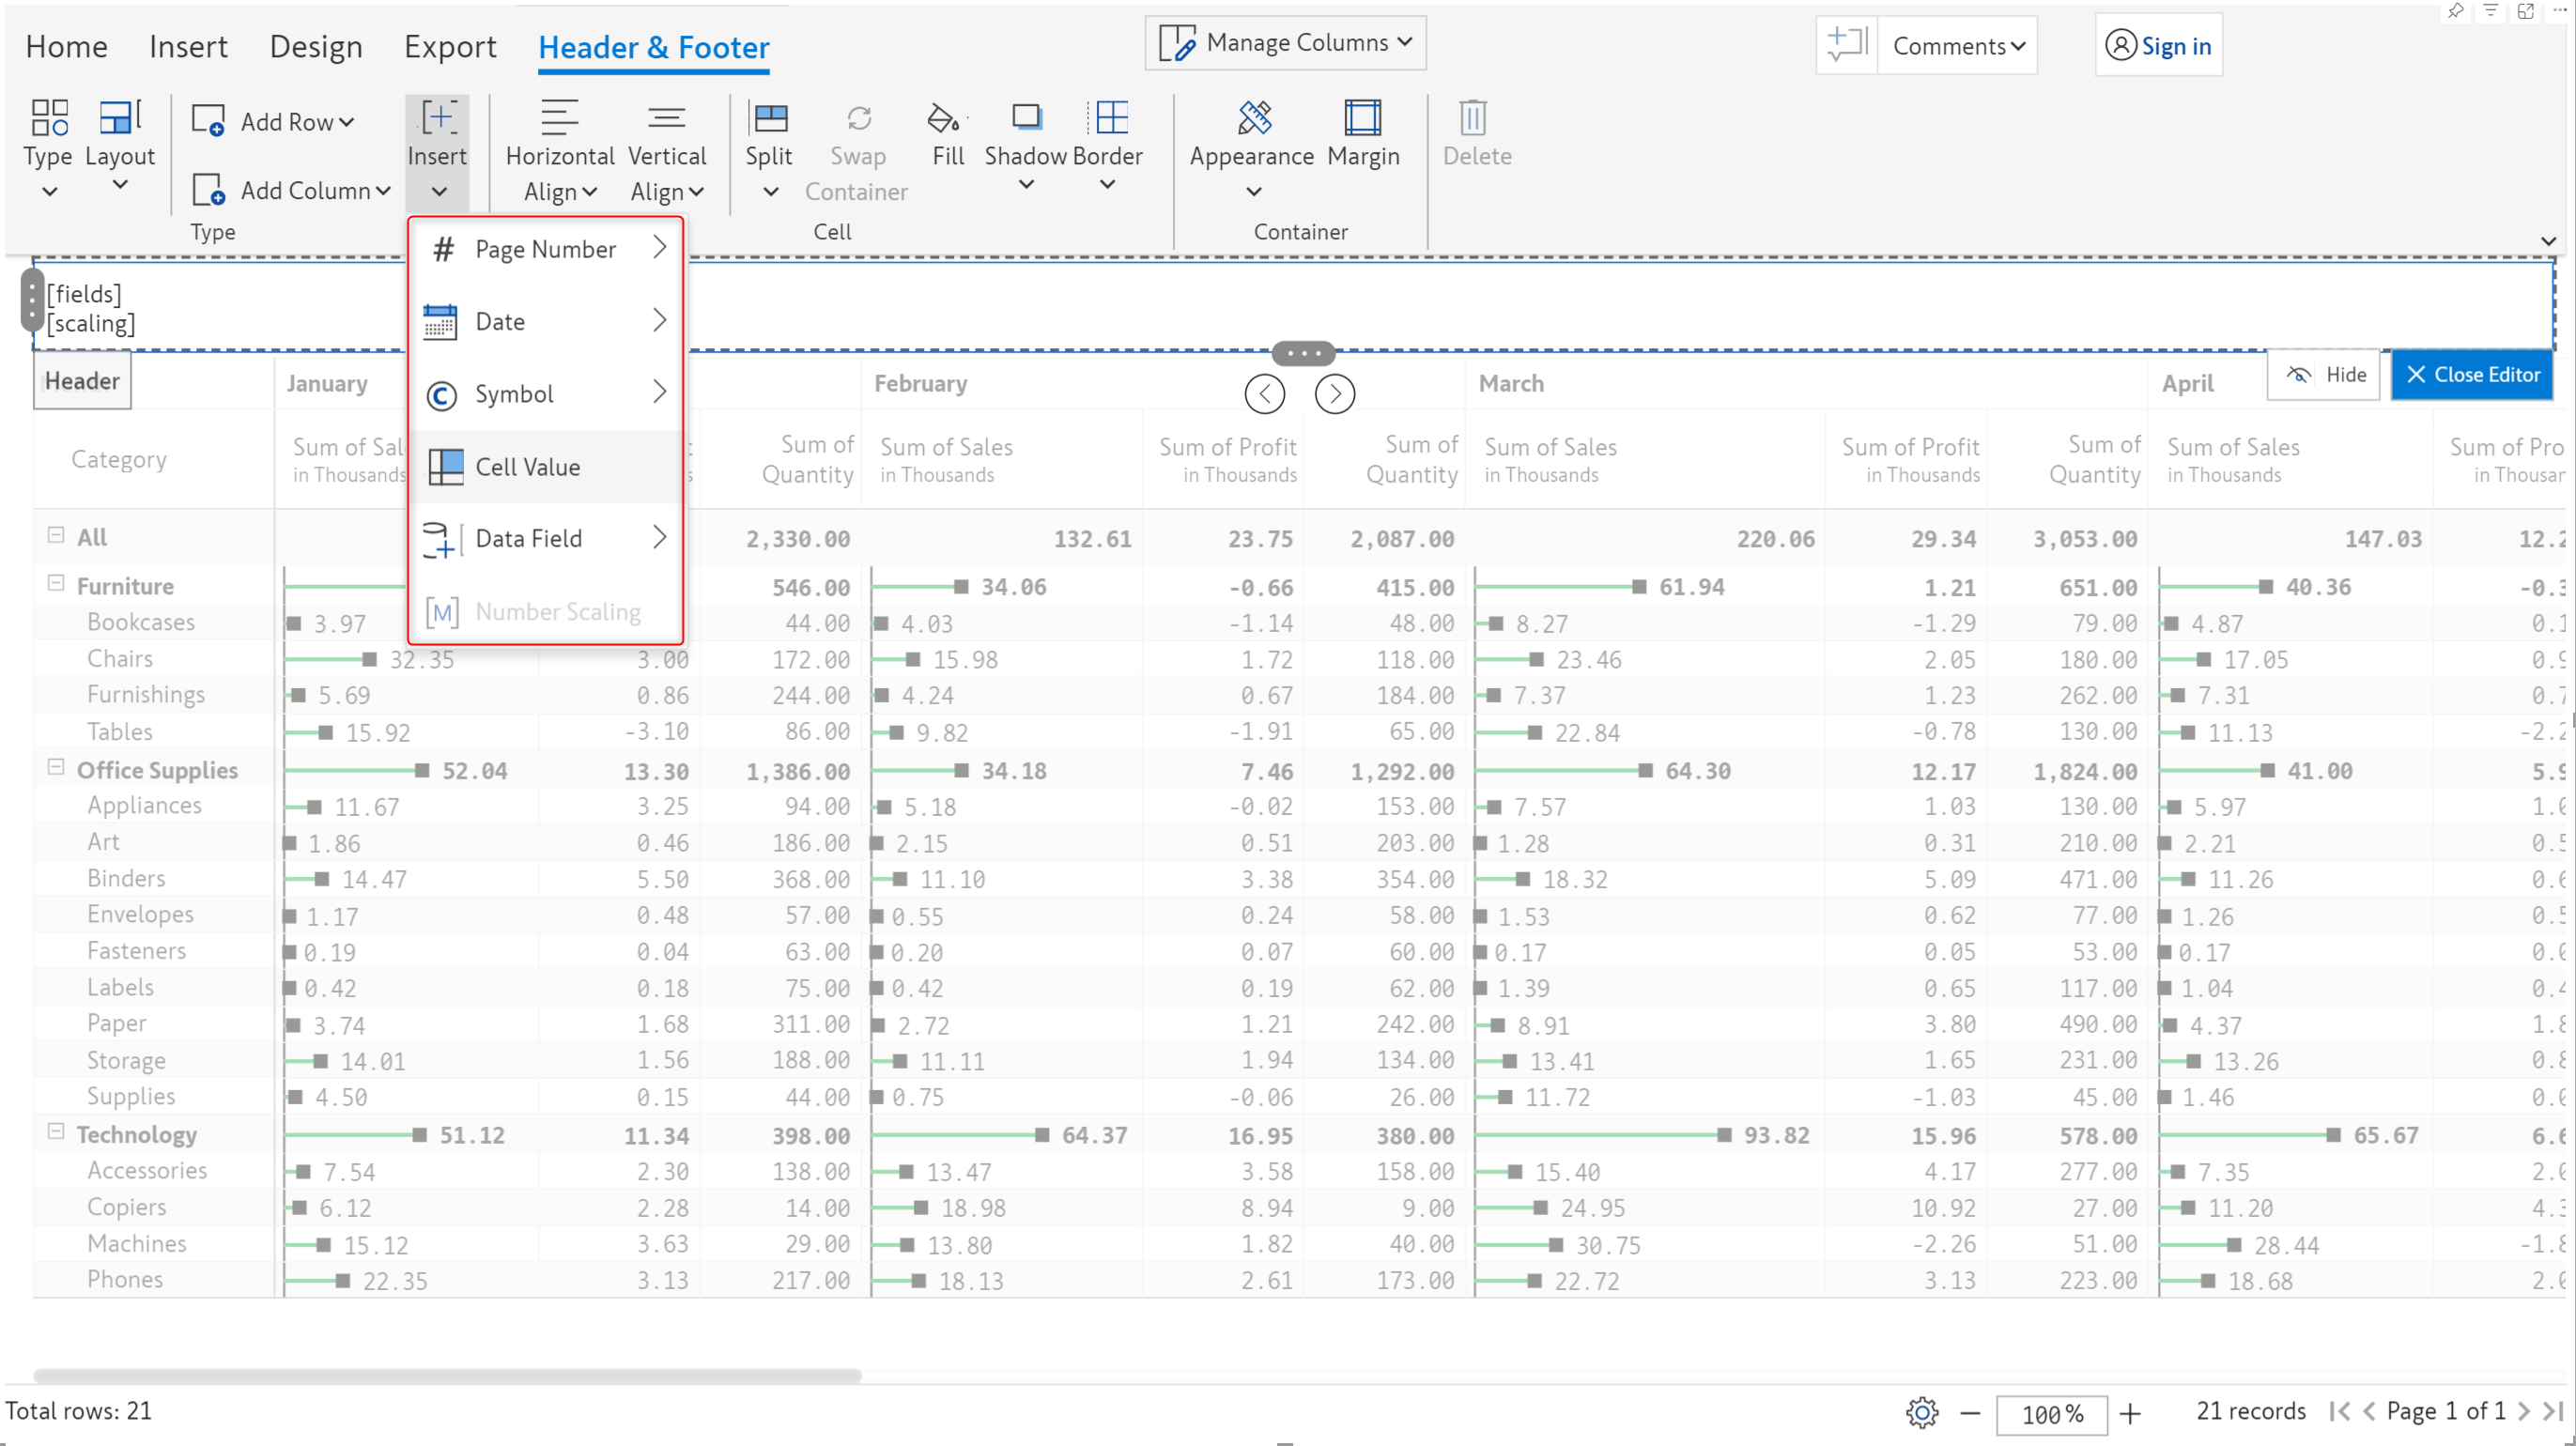 Home Insert Design Export Header & Footer Manage Columns Comments Sign in
Type Layout Add Row Add Column Insert Horizontal Align Vertical Align Split Swap Container Fill Shadow Border Appearance Margin Delete
Type Cell Container
# Page Number
Date
Symbol
Cell Value
Data Field
[M] Number Scaling
[fields]
[scaling]
Header January February March April Hide Close Editor
Category Sum of Sal in Thousands Sum of Quantity Sum of Sales in Thousands Sum of Profit in Thousands Sum of Quantity Sum of Sales in Thousands Sum of Profit in Thousands Sum of Quantity Sum of Sales in Thousands Sum of Pro in Thousar
All 2,330.00 132.61 23.75 2,087.00 220.06 29.34 3,053.00 147.03 12.2
Furniture 546.00 34.06 -0.66 415.00 61.94 1.21 651.00 40.36 -0.3
Bookcases 3.97 44.00 4.03 -1.14 48.00 8.27 -1.29 79.00 4.87 0.1
Chairs 32.35 3.00 172.00 15.98 1.72 118.00 23.46 2.05 180.00 17.05 0.9
Furnishings 5.69 0.86 244.00 4.24 0.67 184.00 7.37 1.23 262.00 7.31 0.7
Tables 15.92 -3.10 86.00 9.82 -1.91 65.00 22.84 -0.78 130.00 11.13 -2.2
Office Supplies 52.04 13.30 1,386.00 34.18 7.46 1,292.00 64.30 12.17 1,824.00 41.00 5.9
Appliances 11.67 3.25 94.00 5.18 -0.02 153.00 7.57 1.03 130.00 5.97 1.0
Art 1.86 0.46 186.00 2.15 0.51 203.00 1.28 0.31 210.00 2.21 0.5
Binders 14.47 5.50 368.00 11.10 3.38 354.00 18.32 5.09 471.00 11.26 0.6
Envelopes 1.17 0.48 57.00 0.55 0.24 58.00 1.53 0.62 77.00 1.26 0.5
Fasteners 0.19 0.04 63.00 0.20 0.07 60.00 0.17 0.05 53.00 0.17 0.0
Labels 0.42 0.18 75.00 0.42 0.19 62.00 1.39 0.65 117.00 1.04 0.4
Paper 3.74 1.68 311.00 2.72 1.21 242.00 8.91 3.80 490.00 4.37 1.8
Storage 14.01 1.56 188.00 11.11 1.94 134.00 13.41 1.65 231.00 13.26 0.8
Supplies 4.50 0.15 44.00 0.75 -0.06 26.00 11.72 -1.03 45.00 1.46 0.0
Technology 51.12 11.34 398.00 64.37 16.95 380.00 93.82 15.96 578.00 65.67 6.6
Accessories 7.54 2.30 138.00 13.47 3.58 158.00 15.40 4.17 277.00 7.35 2.0
Copiers 6.12 2.28 14.00 18.98 8.94 9.00 24.95 10.92 27.00 11.20 4.3
Machines 15.12 3.63 29.00 13.80 1.82 40.00 30.75 -2.26 51.00 28.44 -1.8
Phones 22.35 3.13 217.00 18.13 2.61 173.00 22.72 3.13 223.00 18.68 2.0
Total rows: 21 100% 21 records Page 1 of 1